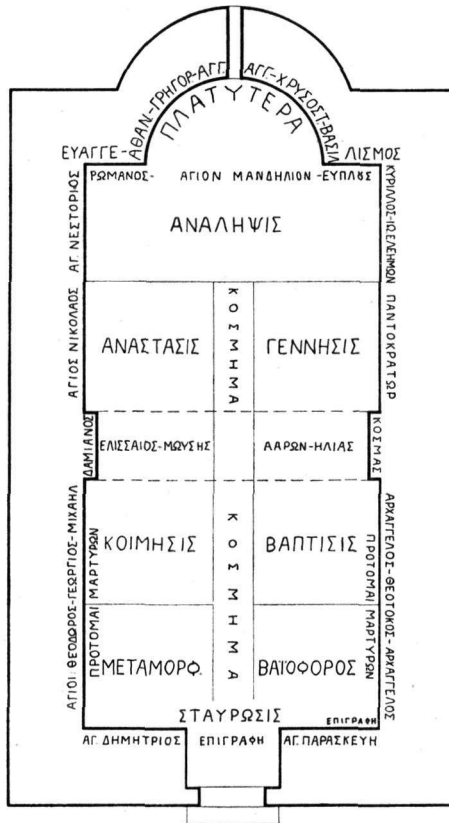 ΑΘΑΝ-ΓΡΗΓΟΡ-ΑΓΓ.
ΑΓΓ-ΧΡΥΣΟΣΤ-ΒΑΣΙΛ
ΠΛΑΤΥΤΕΡΑ
ΕΥΑΓΓΕ-
ΛΙΣΜΟΣ
ΡΩΜΑΝΟΣ- ΑΓΙΟΝ ΜΑΝΔΗΛΙΟΝ-ΕΥΠΛΟΣ
ΑΓ. ΝΕΣΤΟΡΙΟΣ
ΑΝΑΛΗΨΙΣ
ΚΥΡΙΛΛΟΣ-ΙΩ ΕΛΕΗΜΩΝ
ΑΓΙΟΣ ΝΙΚΟΛΑΟΣ
ΑΝΑΣΤΑΣΙΣ
ΚΟΣΜΗΜΑ
ΓΕΝΝΗΣΙΣ
ΠΑΝΤΟΚΡΑΤΩΡ
ΔΑΜΙΑΝΟΣ
ΕΛΙΣΣΑΙΟΣ-ΜΩΥΣΗΣ
ΑΑΡΩΝ-ΗΛΙΑΣ
ΚΟΣΜΑΣ
ΑΓΙΟΙ ΘΕΟΔΩΡΟΣ-ΓΕΩΡΓΙΟΣ-ΜΙΧΑΗΛ
ΠΡΟΤΟΜΑΙ ΜΑΡΤΥΡΩΝ
ΚΟΙΜΗΣΙΣ
ΚΟΣΜΗΜΑ
ΒΑΠΤΙΣΙΣ
ΠΡΟΤΟΜΑΙ ΜΑΡΤΥΡΩΝ
ΑΡΧΑΓΓΕΛΟΣ-ΘΕΟΤΟΚΟΣ-ΑΡΧΑΓΓΕΛΟΣ
ΜΕΤΑΜΟΡΦ.
ΒΑΪΟΦΟΡΟΣ
ΣΤΑΥΡΩΣΙΣ
ΕΠΙΓΡΑΦΗ
ΑΓ. ΔΗΜΗΤΡΙΟΣ
ΕΠΙΓΡΑΦΗ
ΑΓ. ΠΑΡΑΣΚΕΥΗ